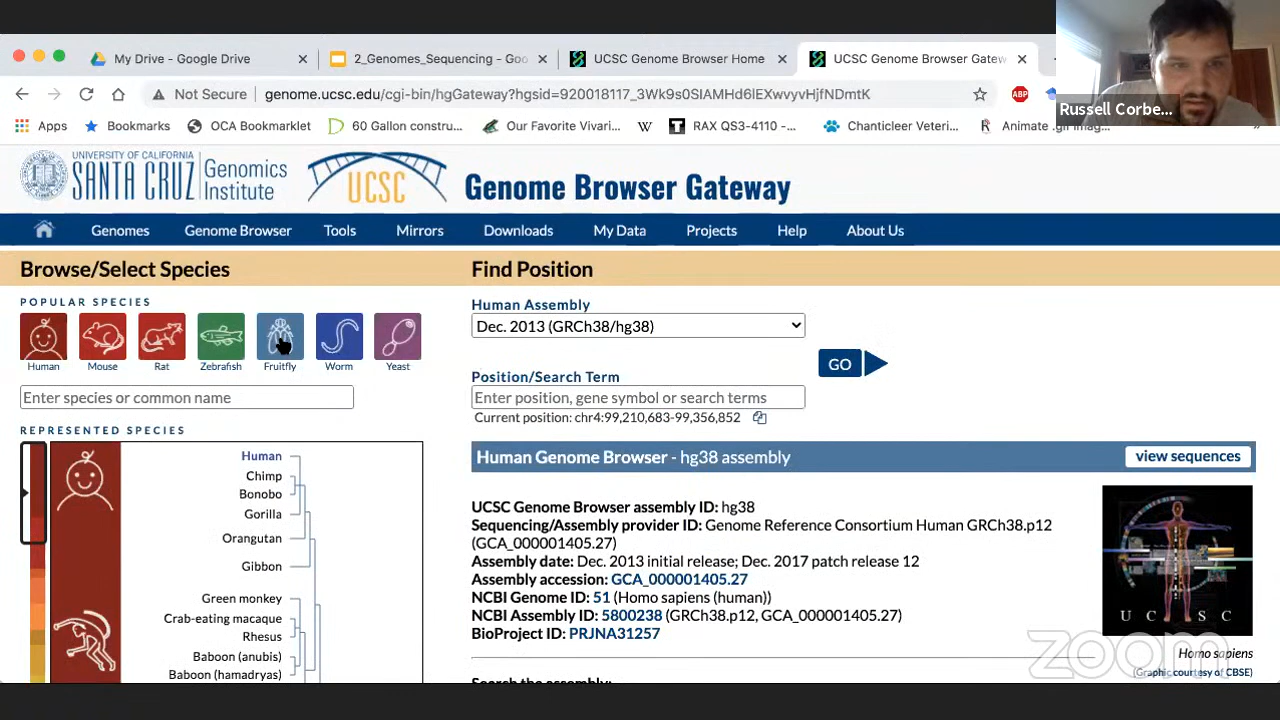 My Drive - Google Drive
2_Genomes_Sequencing - Goo
UCSC Genome Browser Home
UCSC Genome Browser Gatew
Russell Corbe...
Not Secure
genome.ucsc.edu/cgi-bin/hgGateway?hgsid=920018117_3Wk9s0SIAMHd6lEXwvyvHjfNDmtK
ABP
Apps
Bookmarks
OCA Bookmarklet
60 Gallon constru...
Our Favorite Vivari...
W
T
RAX QS3-4110 -...
Chanticleer Veteri...
Animate .gif imag...
»
UNIVERSITY OF CALIFORNIA
SANTA CRUZ
Genomics
Institute
UCSC
Genome Browser Gateway
Genomes
Genome Browser
Tools
Mirrors
Downloads
My Data
Projects
Help
About Us
Browse/Select Species
POPULAR SPECIES
Human
Mouse
Rat
Zebrafish
Fruitfly
Worm
Yeast
Enter species or common name
REPRESENTED SPECIES
Human
Chimp
Bonobo
Gorilla
Orangutan
Gibbon
Green monkey
Crab-eating macaque
Rhesus
Baboon (anubis)
Baboon (hamadryas)
Find Position
Human Assembly
Dec. 2013 (GRCh38/hg38)
GO
Position/Search Term
Enter position, gene symbol or search terms
Current position: chr4:99,210,683-99,356,852
Human Genome Browser - hg38 assembly
view sequences
UCSC Genome Browser assembly ID: hg38
Sequencing/Assembly provider ID: Genome Reference Consortium Human GRCh38.p12
(GCA_000001405.27)
Assembly date: Dec. 2013 initial release; Dec. 2017 patch release 12
Assembly accession: GCA_000001405.27
NCBI Genome ID: 51 (Homo sapiens (human))
NCBI Assembly ID: 5800238 (GRCh38.p12, GCA_000001405.27)
BioProject ID: PRJNA31257
UCSC
Homo sapiens
(Graphic courtesy of CBSE)
Search the assembly:
zoom